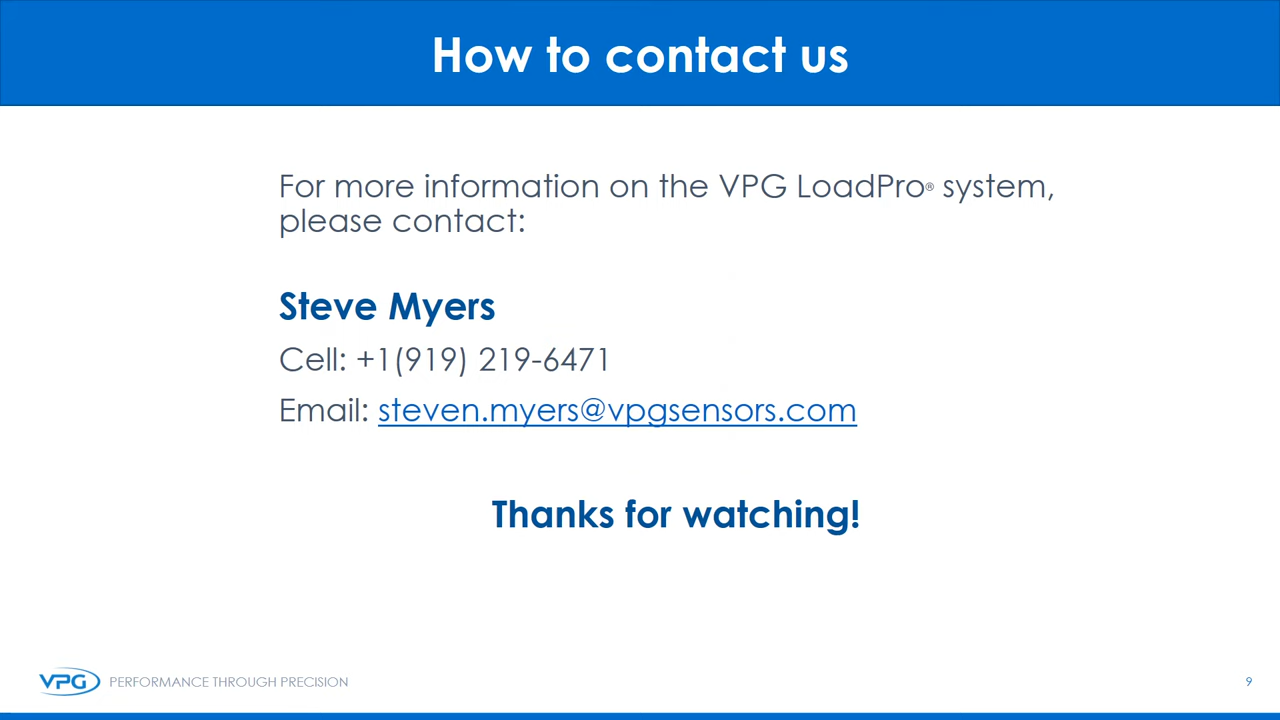 How to contact us
For more information on the VPG LoadPro® system,
please contact:
Steve Myers
Cell: +1(919) 219-6471
Email: steven.myers@vpgsensors.com
Thanks for watching!
VPG PERFORMANCE THROUGH PRECISION
9